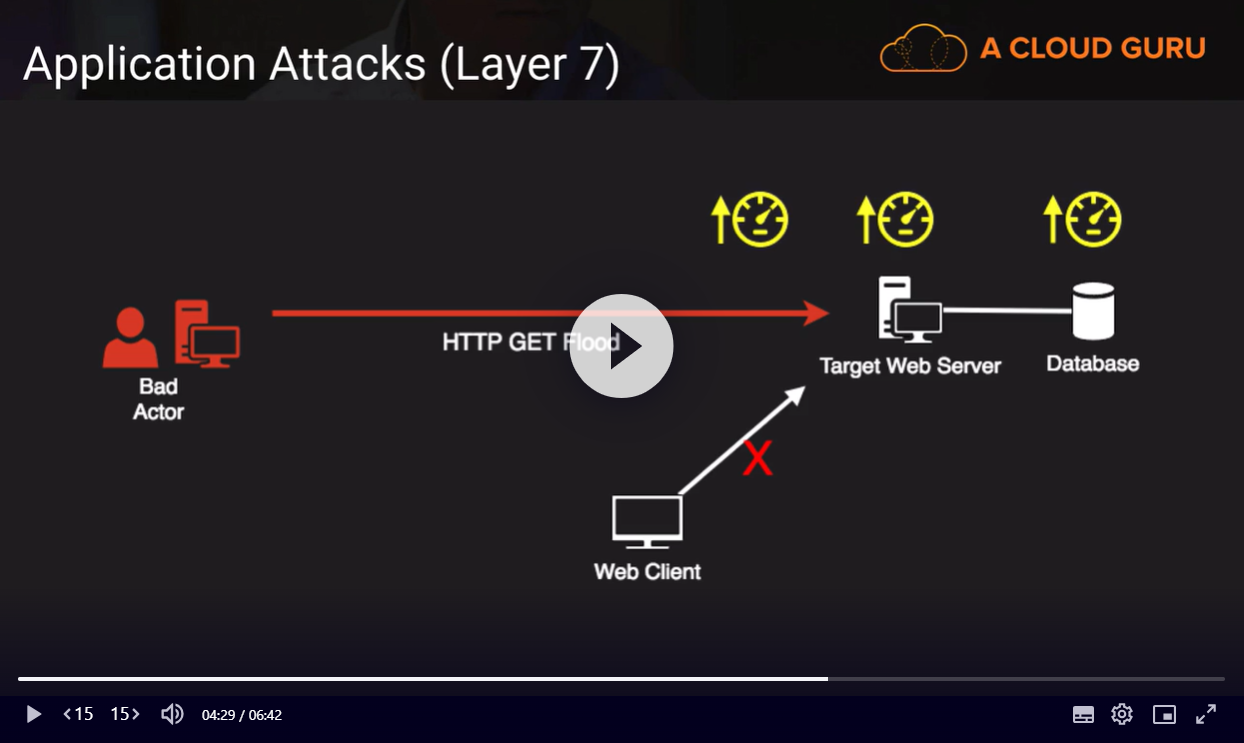 Application Attacks (Layer 7)
A CLOUD GURU
HTTP GET Flood
Bad
Actor
Target Web Server
Database
X
Web Client
15
15
04:29 / 06:42